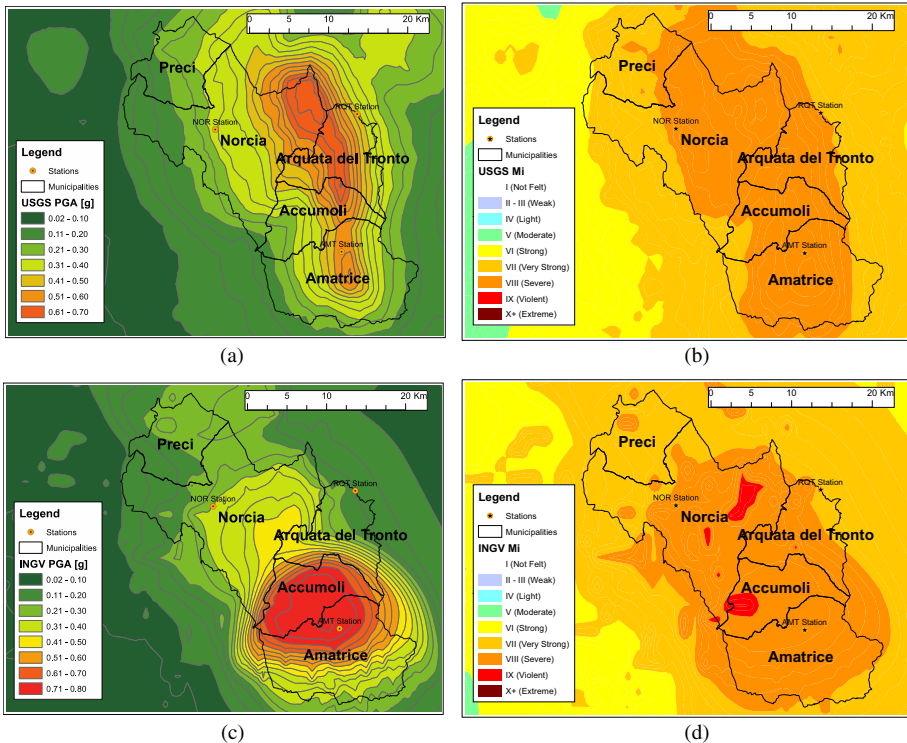 0 5 10 20 Km
Preci
RQT Station
NOR Station
Norcia
Arquata del Tronto
Accumoli
AMT Station
Amatrice
Legend
Stations
Municipalities
USGS PGA [g]
0.02 - 0.10
0.11 - 0.20
0.21 - 0.30
0.31 - 0.40
0.41 - 0.50
0.51 - 0.60
0.61 - 0.70
(a)
0 5 10 20 Km
Preci
RQT Station
NOR Station
Norcia
Arquata del Tronto
Accumoli
AMT Station
Amatrice
Legend
Stations
Municipalities
USGS Mi
I (Not Felt)
II - III (Weak)
IV (Light)
V (Moderate)
VI (Strong)
VII (Very Strong)
VIII (Severe)
IX (Violent)
X+ (Extreme)
(b)
0 5 10 20 Km
Preci
RQT Station
NOR Station
Norcia
Arquata del Tronto
Accumoli
AMT Station
Amatrice
Legend
Stations
Municipalities
INGV PGA [g]
0.02 - 0.10
0.11 - 0.20
0.21 - 0.30
0.31 - 0.40
0.41 - 0.50
0.51 - 0.60
0.61 - 0.70
0.71 - 0.80
(c)
0 5 10 20 Km
Preci
RQT Station
NOR Station
Norcia
Arquata del Tronto
Accumoli
AMT Station
Amatrice
Legend
Stations
Municipalities
INGV Mi
I (Not Felt)
II - III (Weak)
IV (Light)
V (Moderate)
VI (Strong)
VII (Very Strong)
VIII (Severe)
IX (Violent)
X+ (Extreme)
(d)